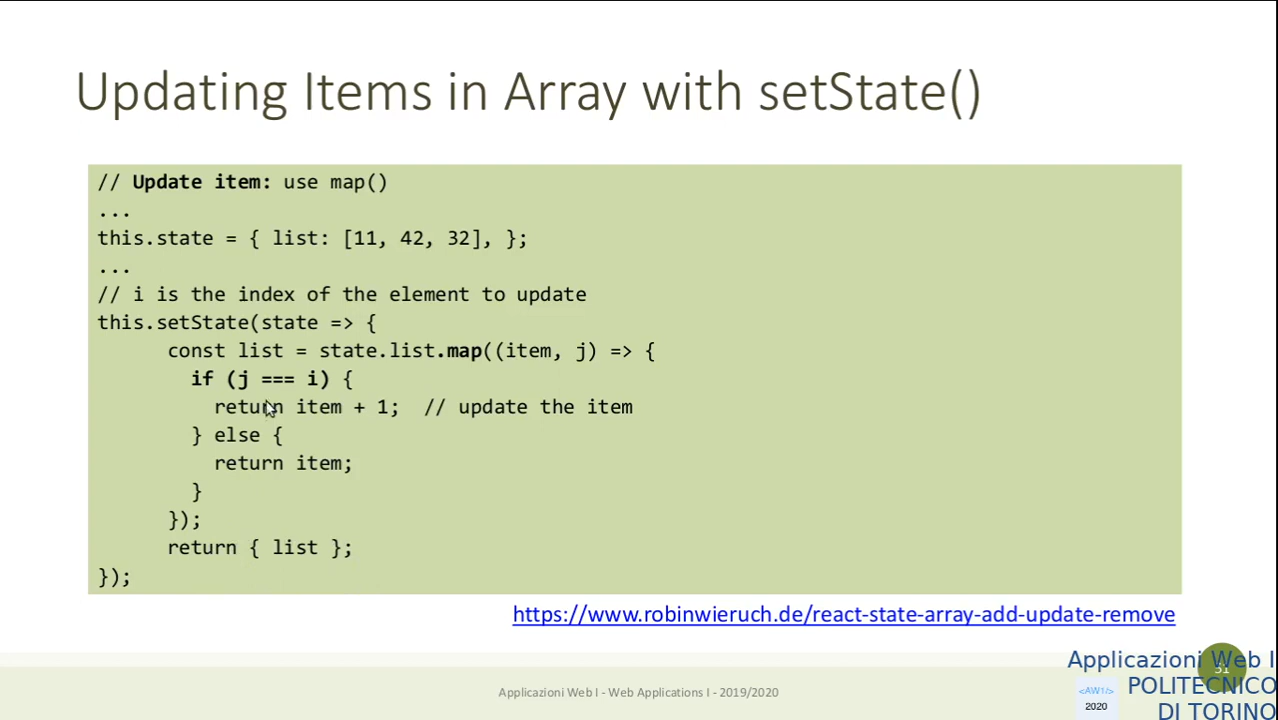 Updating Items in Array with setState()
// Update item: use map()
...
this.state = { list: [11, 42, 32], };
...
// i is the index of the element to update
this.setState(state => {
      const list = state.list.map((item, j) => {
        if (j === i) {
          return item + 1;  // update the item
        } else {
          return item;
        }
      });
      return { list };
});
https://www.robinwieruch.de/react-state-array-add-update-remove
Applicazioni Web I - Web Applications I - 2019/2020
31
Applicazioni Web I
POLITECNICO
DI TORINO
<AW1/>
2020